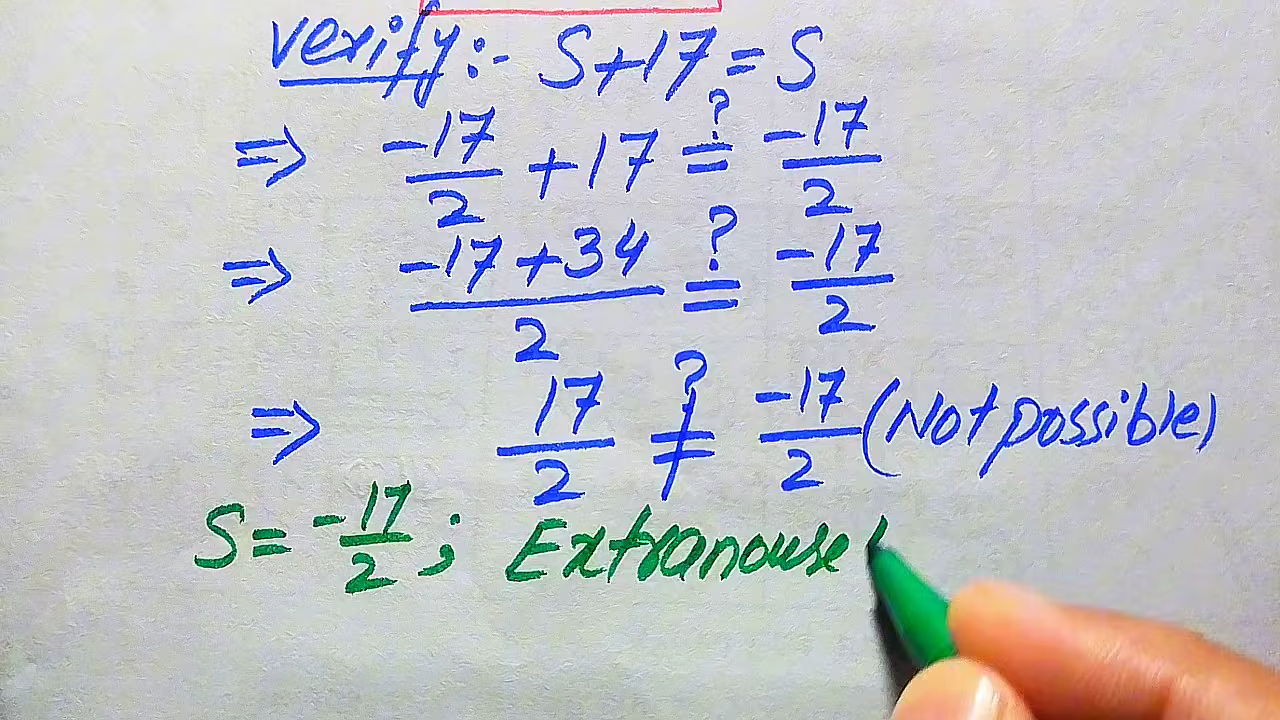 verify:- S+17=S
=> -17/2 +17 ?= -17/2
=> -17+34/2 ?= -17/2
=> 17/2 ?≠ -17/2 (Not possible)
S= -17/2 ; Extranouse